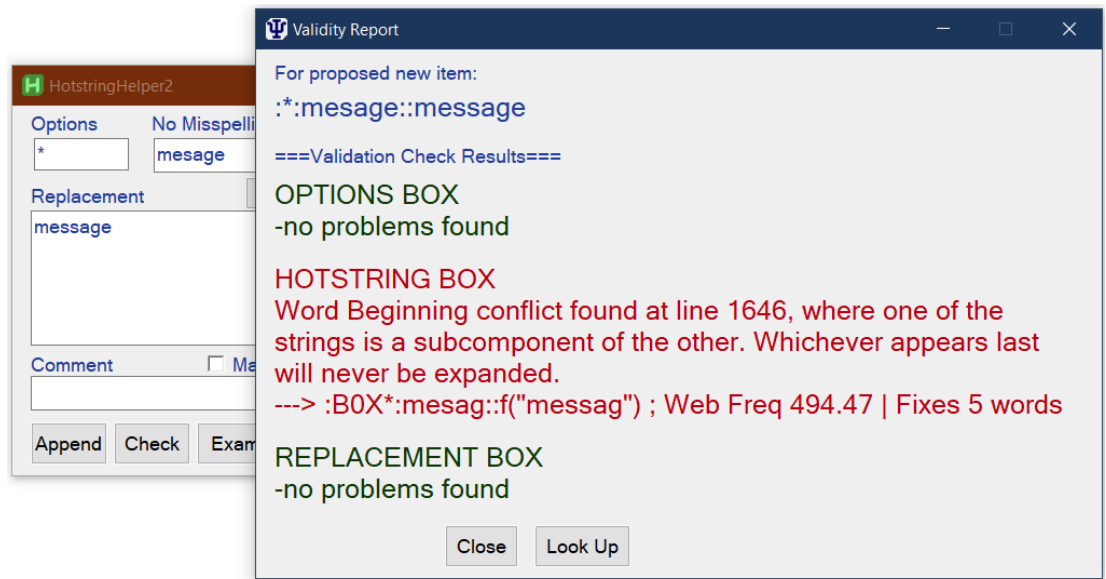 HotstringHelper2
Options No Misspelli
* mesage
Replacement
message
Comment Ma
Append Check Exam
Validity Report
For proposed new item:
:*:mesage::message
===Validation Check Results===
OPTIONS BOX
-no problems found
HOTSTRING BOX
Word Beginning conflict found at line 1646, where one of the
strings is a subcomponent of the other. Whichever appears last
will never be expanded.
---> :B0X*:mesag::f("messag") ; Web Freq 494.47 | Fixes 5 words
REPLACEMENT BOX
-no problems found
Close Look Up